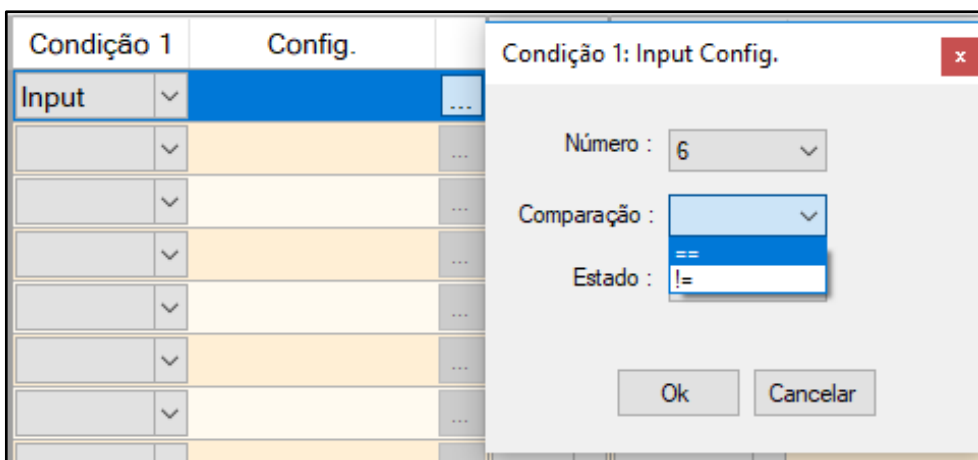 Condição 1 Config.
Input
...
...
...
...
...
...
...
Condição 1: Input Config.
x
Número : 6
Comparação :
==
Estado : !=
Ok Cancelar